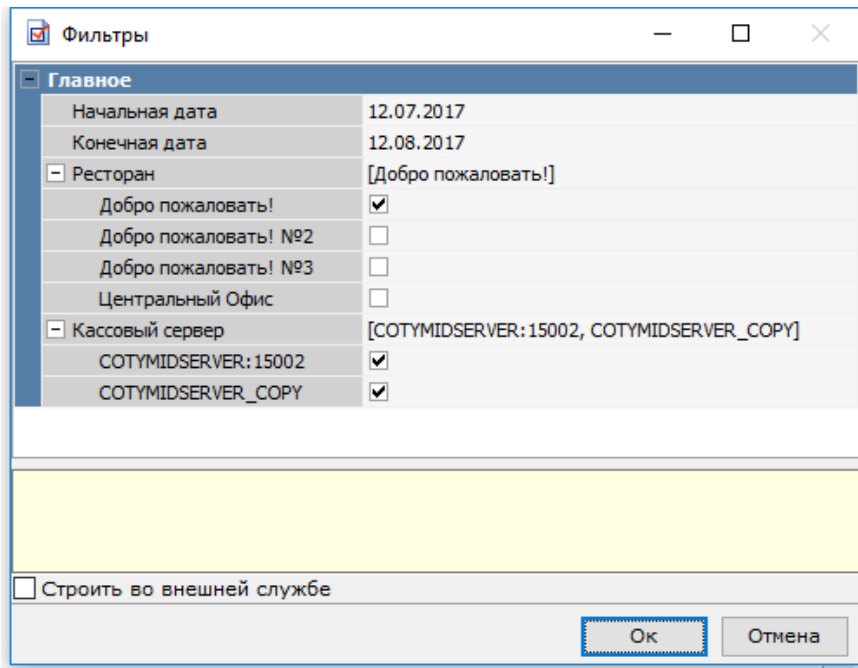 Фильтры
Главное
Начальная дата 12.07.2017
Конечная дата 12.08.2017
Ресторан [Добро пожаловать!]
Добро пожаловать!
Добро пожаловать! №2
Добро пожаловать! №3
Центральный Офис
Кассовый сервер [COTYMIDSERVER:15002, COTYMIDSERVER_COPY]
COTYMIDSERVER:15002
COTYMIDSERVER_COPY
Строить во внешней службе
Ок Отмена